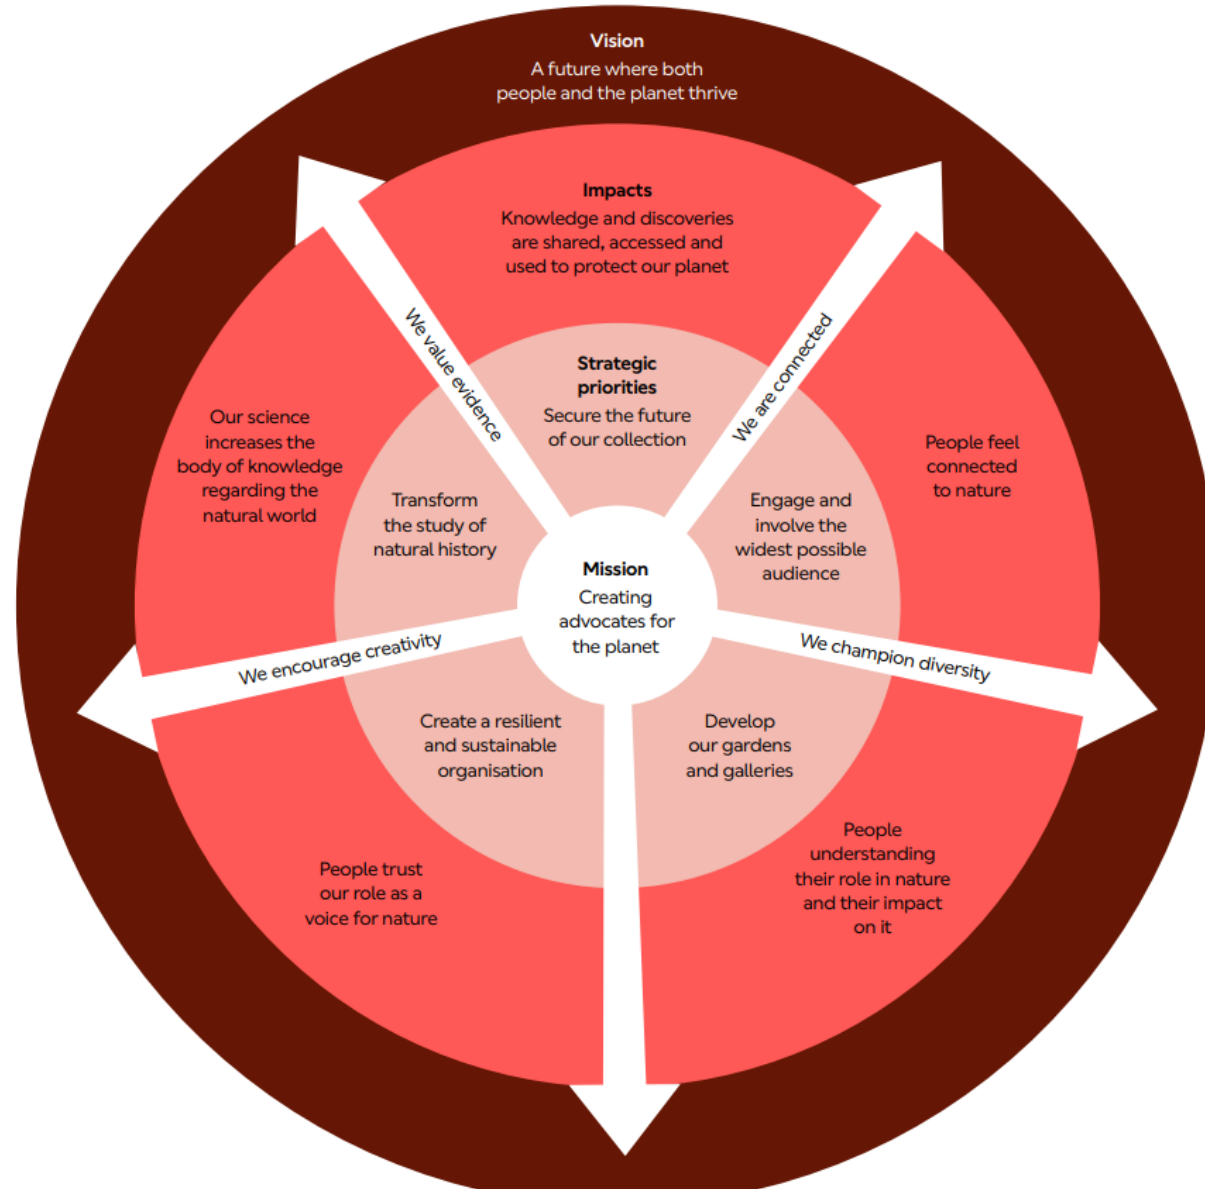 Vision
A future where both
people and the planet thrive
Impacts
Knowledge and discoveries
are shared, accessed and
used to protect our planet
We value evidence
We are connected
Strategic
priorities
Secure the future
of our collection
Our science
increases the
body of knowledge
regarding the
natural world
Transform
the study of
natural history
Engage and
involve the
widest possible
audience
People feel
connected
to nature
Mission
Creating
advocates for
the planet
We encourage creativity
We champion diversity
Create a resilient
and sustainable
organisation
Develop
our gardens
and galleries
People trust
our role as a
voice for nature
People
understanding
their role in nature
and their impact
on it